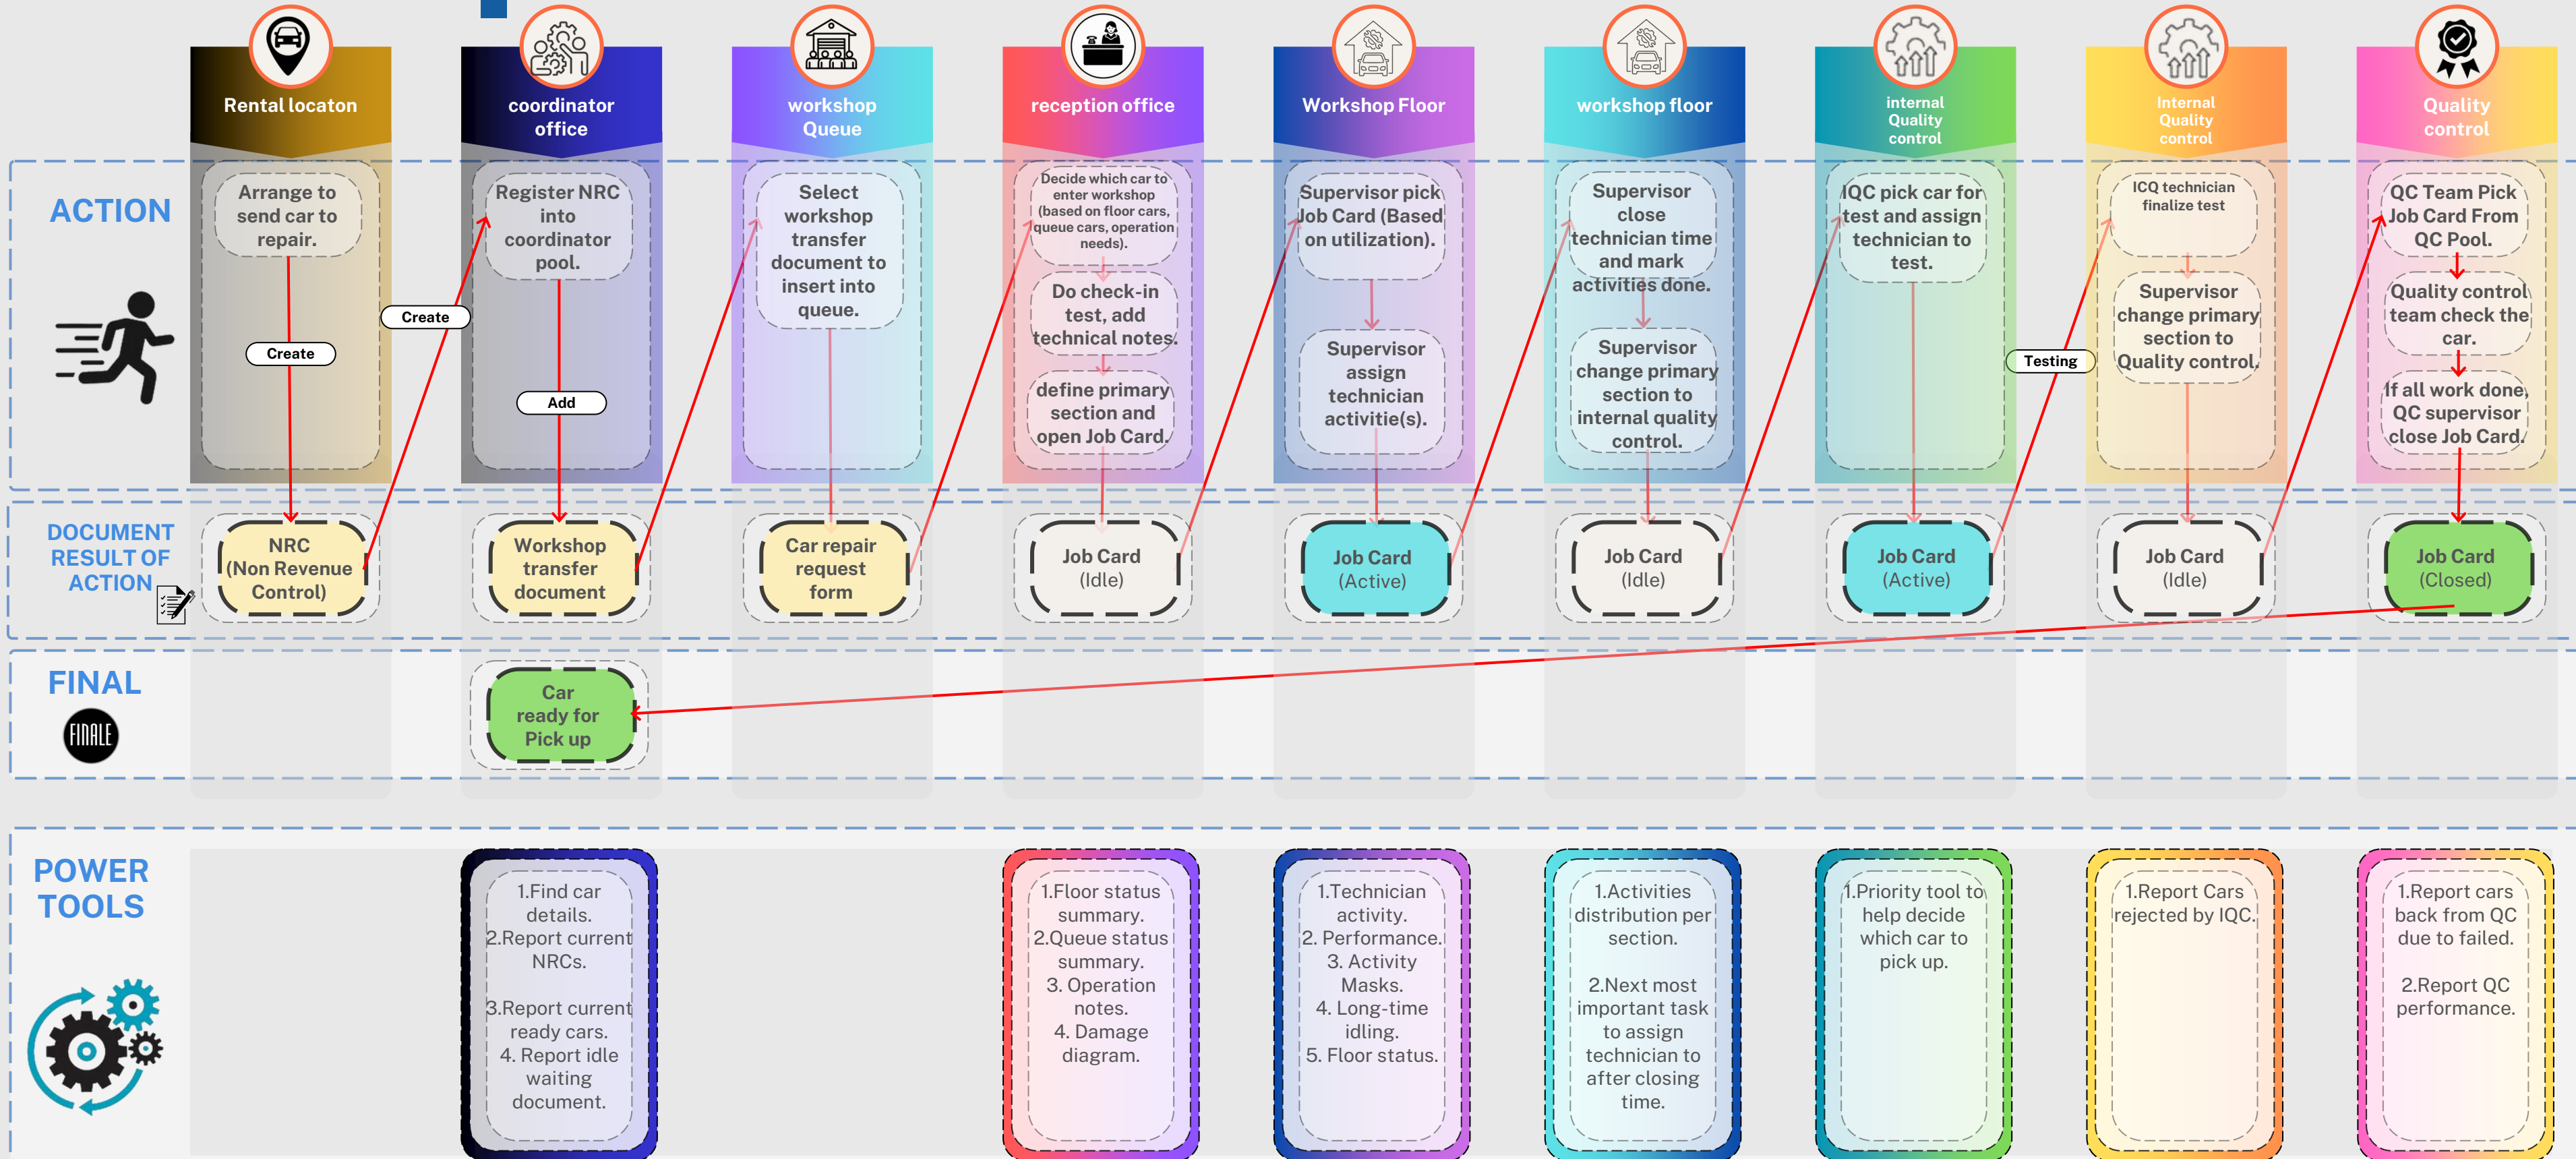 Rental locaton
coordinator
office
workshop
Queue
reception office
Workshop Floor
workshop floor
internal
Quality
control
Internal
Quality
control
Quality
control
ACTION
Arrange to
send car to
repair.
Create
Create
Register NRC
into
coordinator
pool.
Add
Select
workshop
transfer
document to
insert into
queue.
Decide which car to
enter workshop
(based on floor cars,
queue cars, operation
needs).
Do check-in
test, add
technical notes.
define primary
section and
open Job Card.
Supervisor pick
Job Card (Based
on utilization).
Supervisor
assign
technician
activitie(s).
Supervisor
close
technician time
and mark
activities done.
Supervisor
change primary
section to
internal quality
control.
IQC pick car for
test and assign
technician to
test.
Testing
ICQ technician
finalize test
Supervisor
change primary
section to
Quality control.
QC Team Pick
Job Card From
QC Pool.
Quality control
team check the
car.
If all work done,
QC supervisor
close Job Card.
DOCUMENT
RESULT OF
ACTION
NRC
(Non Revenue
Control)
Workshop
transfer
document
Car repair
request
form
Job Card
(Idle)
Job Card
(Active)
Job Card
(Idle)
Job Card
(Active)
Job Card
(Idle)
Job Card
(Closed)
FINAL
FINALE
Car
ready for
Pick up
POWER
TOOLS
1.Find car
details.
2.Report current
NRCs.
3.Report current
ready cars.
4. Report idle
waiting
document.
1.Floor status
summary.
2.Queue status
summary.
3. Operation
notes.
4. Damage
diagram.
1.Technician
activity.
2. Performance.
3. Activity
Masks.
4. Long-time
idling.
5. Floor status.
1.Activities
distribution per
section.
2.Next most
important task
to assign
technician to
after closing
time.
1.Priority tool to
help decide
which car to
pick up.
1.Report Cars
rejected by IQC.
1.Report cars
back from QC
due to failed.
2.Report QC
performance.